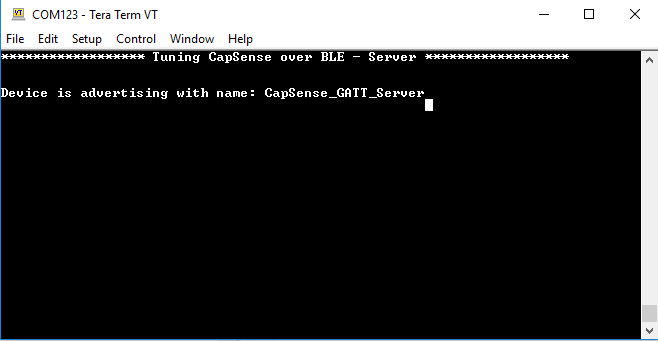 COM123 - Tera Term VT
File Edit Setup Control Window Help
****************** Tuning CapSense over BLE - Server ******************
Device is advertising with name: CapSense_GATT_Server